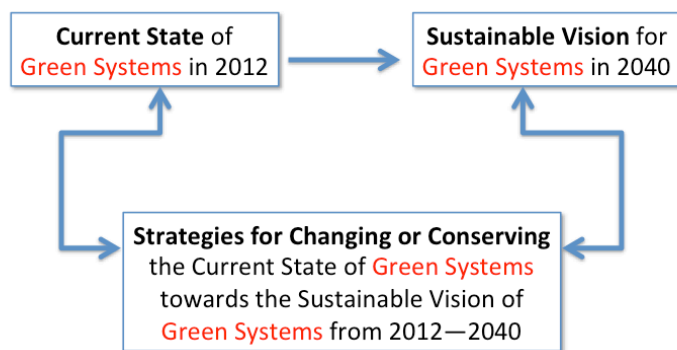 Current State of
Green Systems in 2012
Sustainable Vision for
Green Systems in 2040
Strategies for Changing or Conserving
the Current State of Green Systems
towards the Sustainable Vision of
Green Systems from 2012—2040